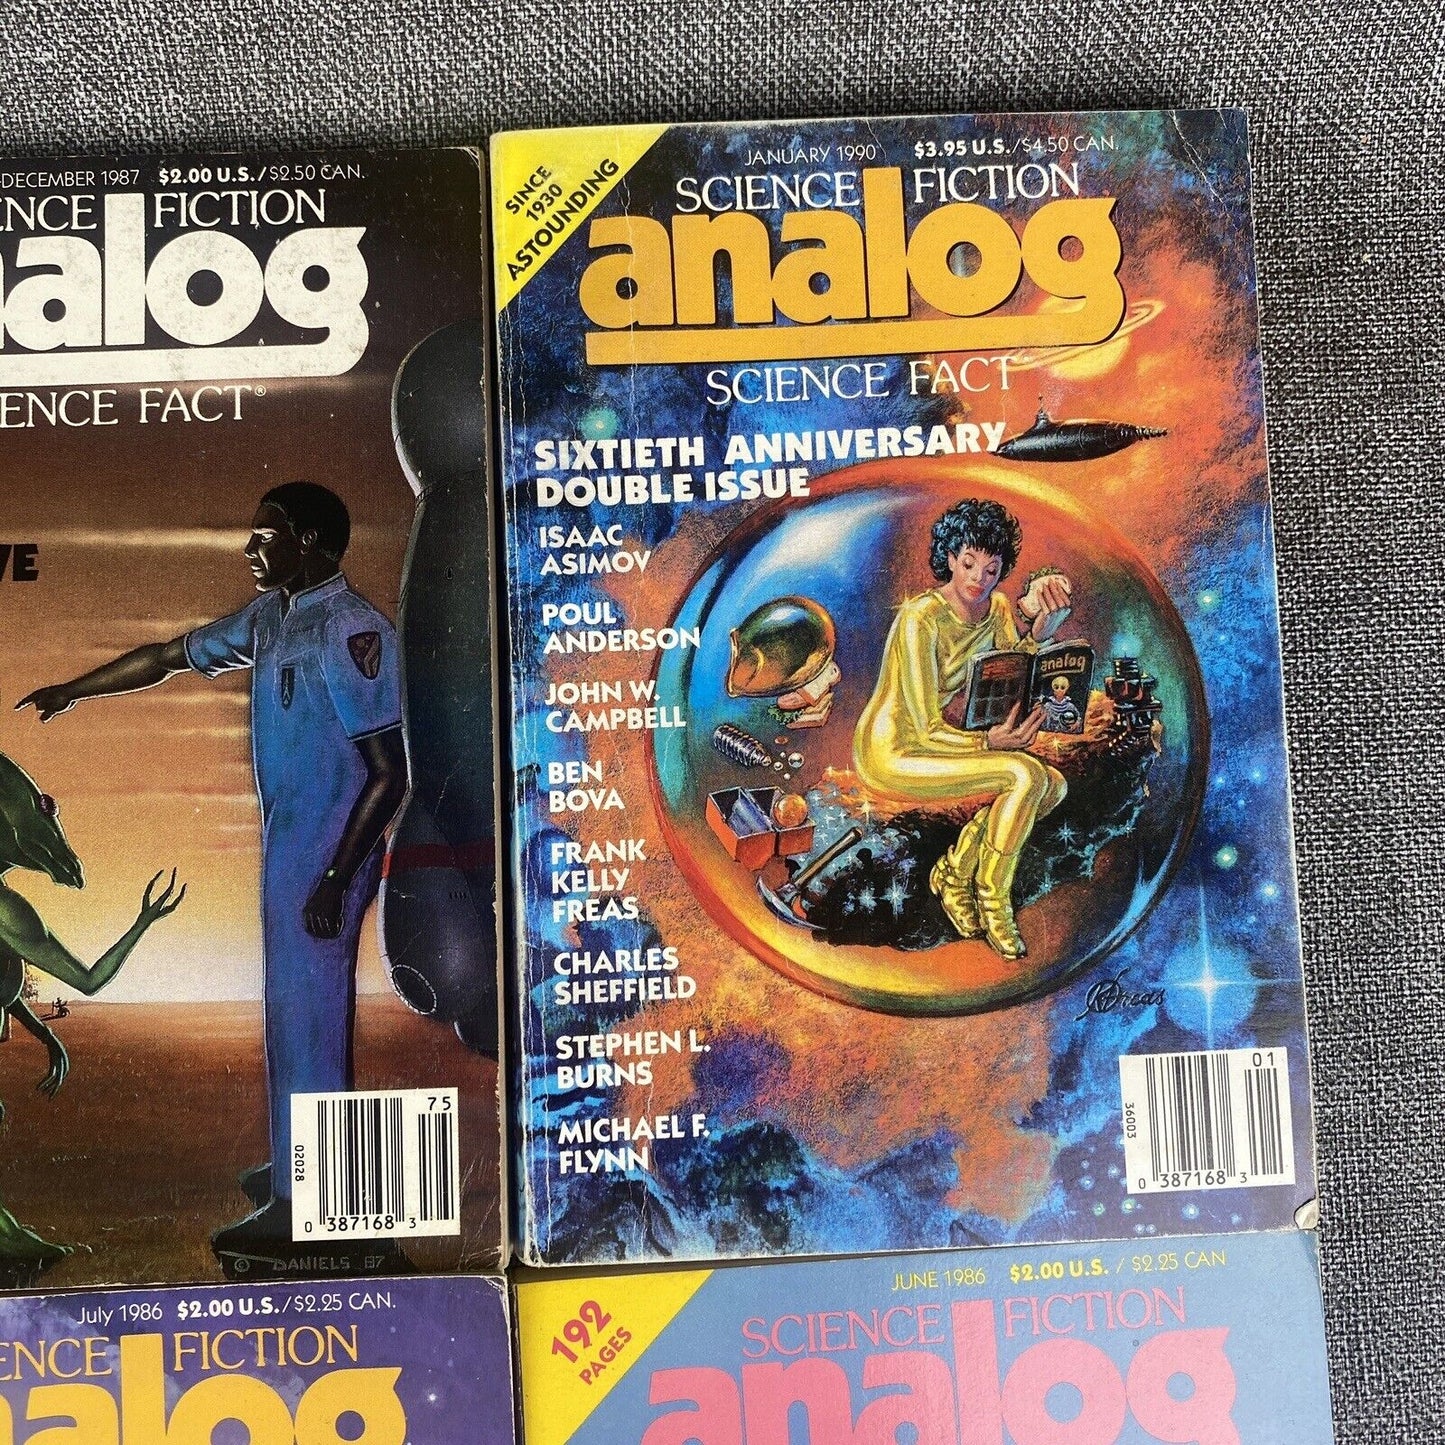 -DECEMBER 1987 $2.00 U.S./$2.50 CAN.
ENCE FICTION
nalog
ENCE FACT®
VE
75
02028
0 387168 3
© DANIELS 87
SINCE
1930
ASTOUNDING
JANUARY 1990 $3.95 U.S./$4.50 CAN.
SCIENCE FICTION
analog
SCIENCE FACT
SIXTIETH ANNIVERSARY
DOUBLE ISSUE
ISAAC
ASIMOV
POUL
ANDERSON
JOHN W.
CAMPBELL
BEN
BOVA
FRANK
KELLY
FREAS
CHARLES
SHEFFIELD
STEPHEN L.
BURNS
MICHAEL F.
FLYNN
analog
Freas
01
36003
0 387168 3
July 1986 $2.00 U.S./$2.25 CAN.
ENCE FICTION
nalog
192
PAGES
JUNE 1986 $2.00 U.S./$2.25 CAN.
SCIENCE FICTION
analog